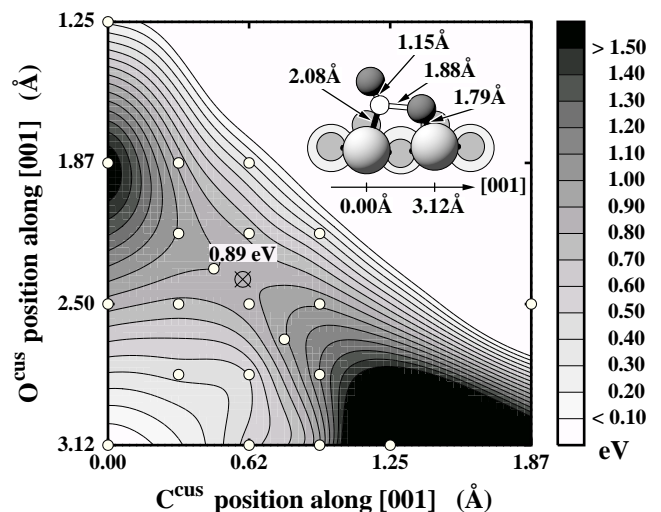 1.25
1.87
2.50
3.12
O^cus position along [001] (Å)
0.00
0.62
1.25
1.87
C^cus position along [001] (Å)
0.89 eV
1.15Å
2.08Å
1.88Å
1.79Å
[001]
0.00Å
3.12Å
> 1.50
1.40
1.30
1.20
1.10
1.00
0.90
0.80
0.70
0.60
0.50
0.40
0.30
0.20
< 0.10
eV